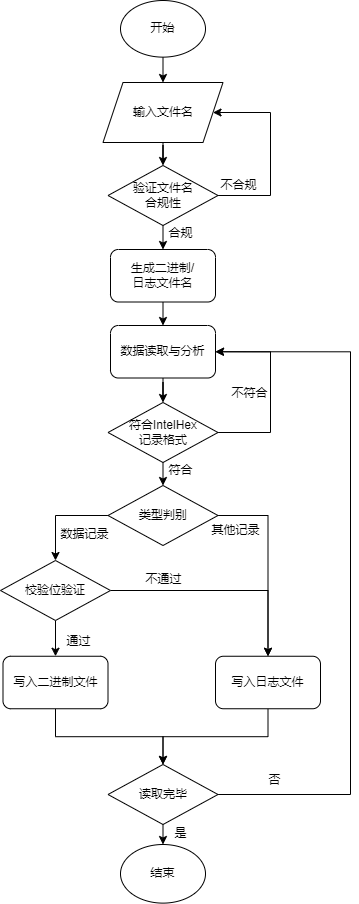 开始
输入文件名
验证文件名
合规性
不合规
合规
生成二进制/
日志文件名
数据读取与分析
不符合
符合IntelHex
记录格式
符合
类型判别
数据记录
其他记录
校验位验证
不通过
通过
写入二进制文件
写入日志文件
读取完毕
否
是
结束